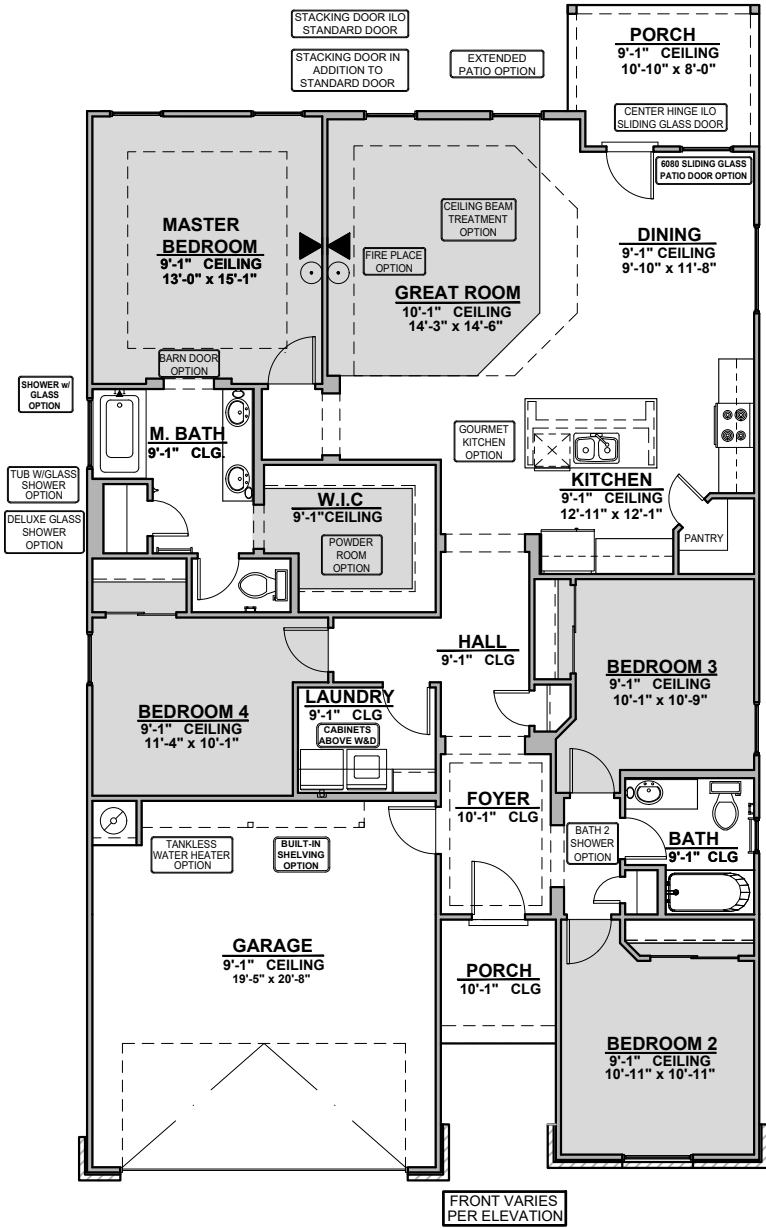 STACKING DOOR ILO
STANDARD DOOR
STACKING DOOR IN
ADDITION TO
STANDARD DOOR
EXTENDED
PATIO OPTION
PORCH
9'-1" CEILING
10'-10" x 8'-0"
CENTER HINGE ILO
SLIDING GLASS DOOR
6080 SLIDING GLASS
PATIO DOOR OPTION
MASTER
BEDROOM
9'-1" CEILING
13'-0" x 15'-1"
CEILING BEAM
TREATMENT
OPTION
FIRE PLACE
OPTION
GREAT ROOM
10'-1" CEILING
14'-3" x 14'-6"
DINING
9'-1" CEILING
9'-10" x 11'-8"
BARN DOOR
OPTION
SHOWER w/
GLASS
OPTION
M. BATH
9'-1" CLG.
GOURMET
KITCHEN
OPTION
KITCHEN
9'-1" CEILING
12'-11" x 12'-1"
PANTRY
TUB W/GLASS
SHOWER
OPTION
DELUXE GLASS
SHOWER
OPTION
W.I.C
9'-1"CEILING
POWDER
ROOM
OPTION
HALL
9'-1" CLG
BEDROOM 3
9'-1" CEILING
10'-1" x 10'-9"
BEDROOM 4
9'-1" CEILING
11'-4" x 10'-1"
LAUNDRY
9'-1" CLG
CABINETS
ABOVE W&D
FOYER
10'-1" CLG
BATH 2
SHOWER
OPTION
BATH
9'-1" CLG
TANKLESS
WATER HEATER
OPTION
BUILT-IN
SHELVING
OPTION
GARAGE
9'-1" CEILING
19'-5" x 20'-8"
PORCH
10'-1" CLG
BEDROOM 2
9'-1" CEILING
10'-11" x 10'-11"
FRONT VARIES
PER ELEVATION